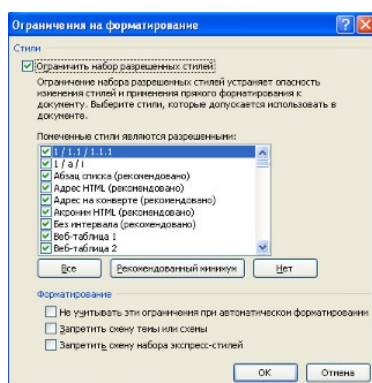 Ограничения на форматирование
Стили
Ограничить набор разрешенных стилей
Ограничение набора разрешенных стилей устраняет опасность
изменения стилей и применения прямого форматирования к
документу. Выберите стили, которые допускается использовать в
документе.
Помеченные стили являются разрешенными:
1 / 1.1 / 1.1.1
1 / a / i
Абзац списка (рекомендовано)
Адрес HTML (рекомендовано)
Адрес на конверте (рекомендовано)
Акроним HTML (рекомендовано)
Без интервала (рекомендовано)
Веб-таблица 1
Веб-таблица 2
Все Рекомендованный минимум Нет
Форматирование
Не учитывать эти ограничения при автоматическом форматировании
Запретить смену темы или схемы
Запретить смену набора экспресс-стилей
ОК Отмена